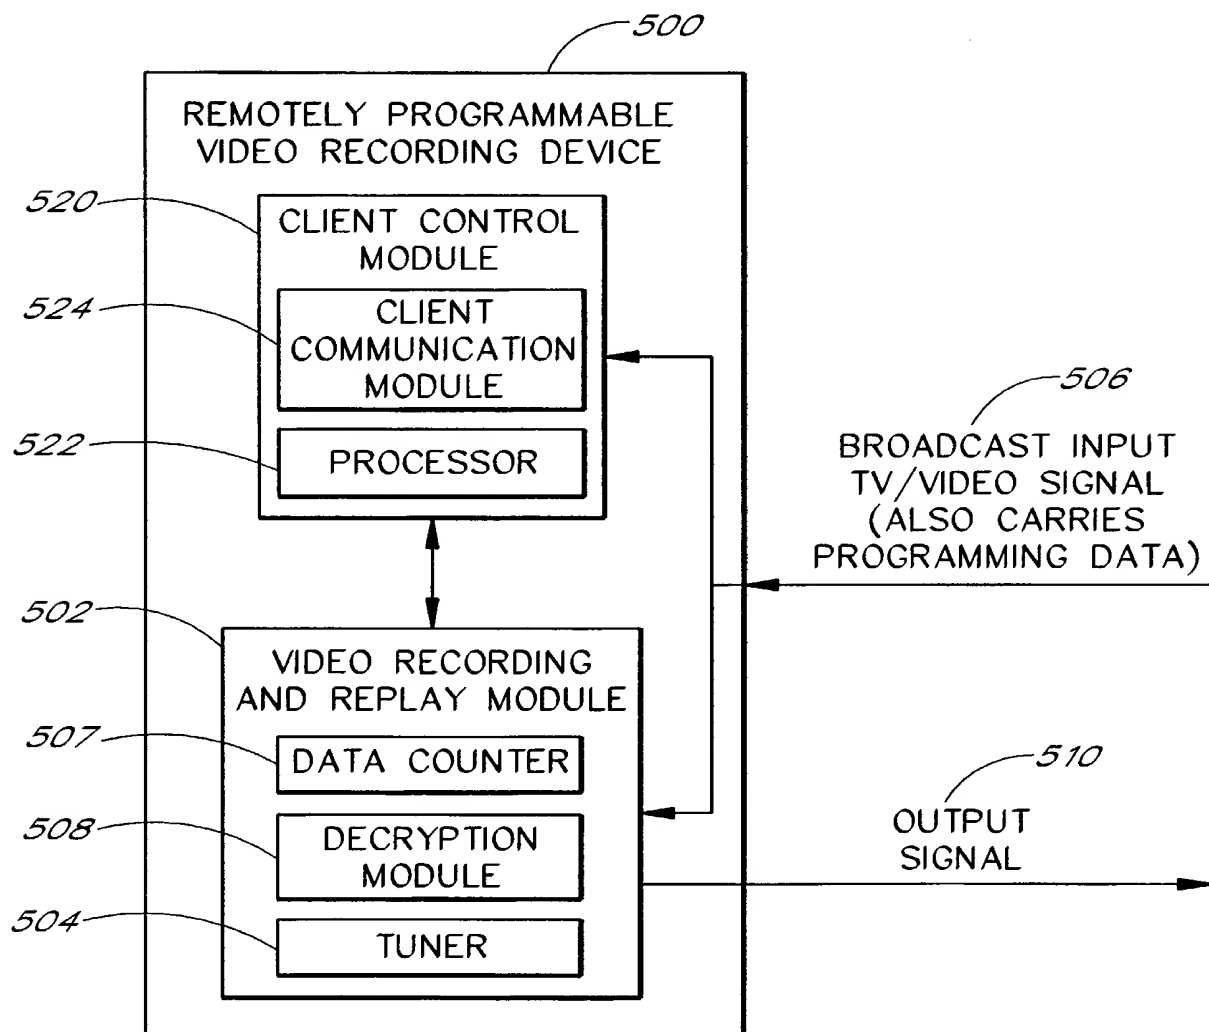 500
REMOTELY PROGRAMMABLE
VIDEO RECORDING DEVICE
520
CLIENT CONTROL
MODULE
524
CLIENT
COMMUNICATION
MODULE
522
PROCESSOR
506
BROADCAST INPUT
TV/VIDEO SIGNAL
(ALSO CARRIES
PROGRAMMING DATA)
502
VIDEO RECORDING
AND REPLAY MODULE
507
DATA COUNTER
508
DECRYPTION
MODULE
504
TUNER
510
OUTPUT
SIGNAL